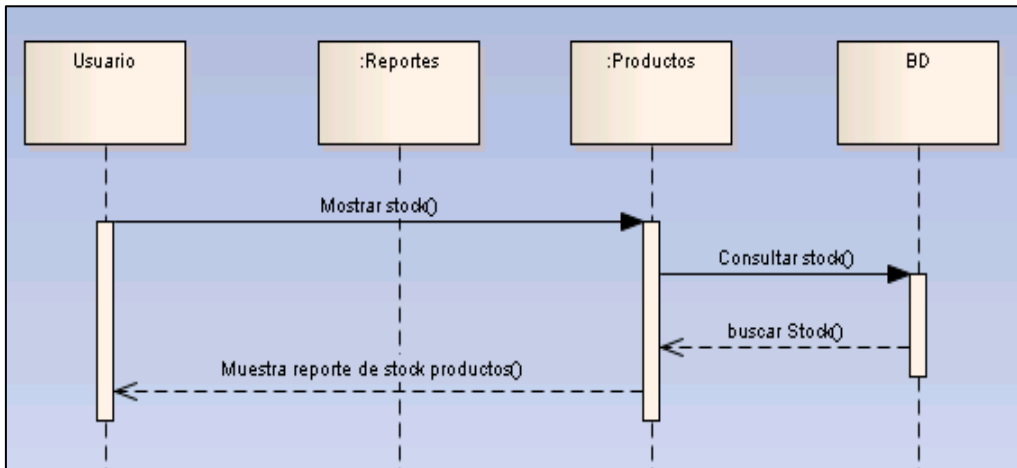 Usuario
:Reportes
:Productos
BD
Mostrar stock()
Consultar stock()
buscar Stock()
Muestra reporte de stock productos()